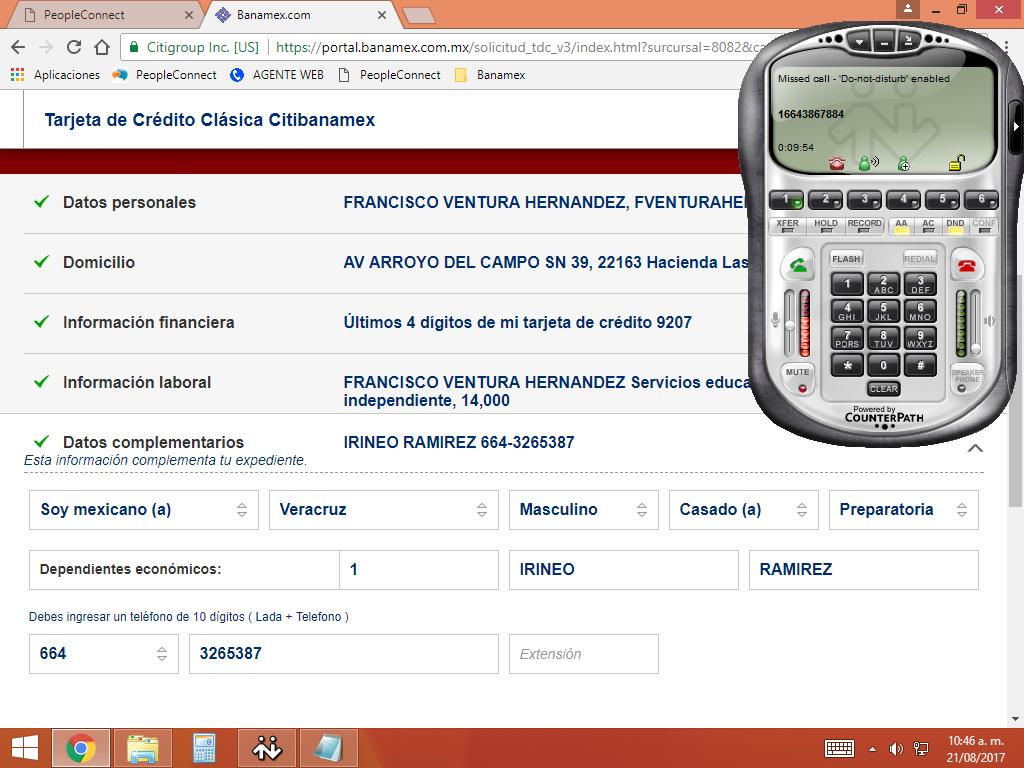 PeopleConnect
Banamex.com
Citigroup Inc. [US]
https://portal.banamex.com.mx/solicitud_tdc_v3/index.html?sursursal=8082&ca
Aplicaciones
PeopleConnect
AGENTE WEB
PeopleConnect
Banamex
Tarjeta de Crédito Clásica Citibanamex
Datos personales
FRANCISCO VENTURA HERNANDEZ, FVENTURAHE
Domicilio
AV ARROYO DEL CAMPO SN 39, 22163 Hacienda Las
Información financiera
Últimos 4 dígitos de mi tarjeta de crédito 9207
Información laboral
FRANCISCO VENTURA HERNANDEZ Servicios educa
independiente, 14,000
Datos complementarios
IRINEO RAMIREZ 664-3265387
Esta información complementa tu expediente.
Soy mexicano (a)
Veracruz
Masculino
Casado (a)
Preparatoria
Dependientes económicos:
1
IRINEO
RAMIREZ
Debes ingresar un teléfono de 10 dígitos ( Lada + Telefono )
664
3265387
Extensión
Missed call - 'Do-not-disturb' enabled
16643867884
0:09:54
1 2 3 4 5 6
XFER HOLD RECORD AA AC DND CONF
FLASH REDIAL
1 2 ABC 3 DEF
4 GHI 5 JKL 6 MNO
7 PQRS 8 TUV 9 WXYZ
* 0 #
MUTE
CLEAR
SPEAKER
PHONE
Powered by
COUNTERPATH
10:46 a. m.
21/08/2017